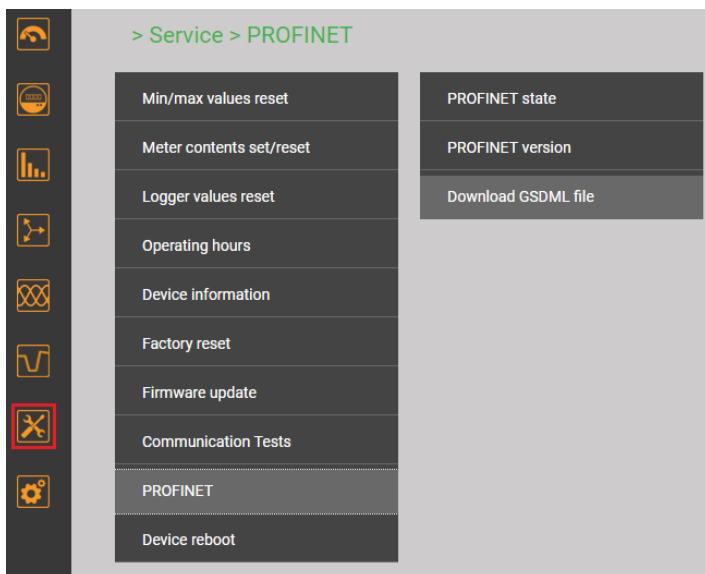 > Service > PROFINET
Min/max values reset
Meter contents set/reset
Logger values reset
Operating hours
Device information
Factory reset
Firmware update
Communication Tests
PROFINET
Device reboot
PROFINET state
PROFINET version
Download GSDML file